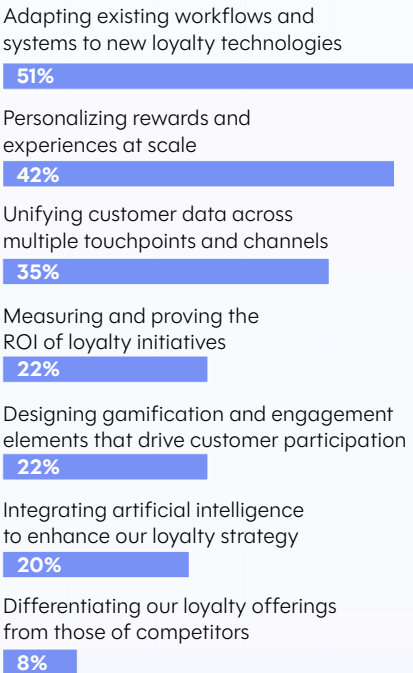 Adapting existing workflows and
systems to new loyalty technologies
51%
Personalizing rewards and
experiences at scale
42%
Unifying customer data across
multiple touchpoints and channels
35%
Measuring and proving the
ROI of loyalty initiatives
22%
Designing gamification and engagement
elements that drive customer participation
22%
Integrating artificial intelligence
to enhance our loyalty strategy
20%
Differentiating our loyalty offerings
from those of competitors
8%